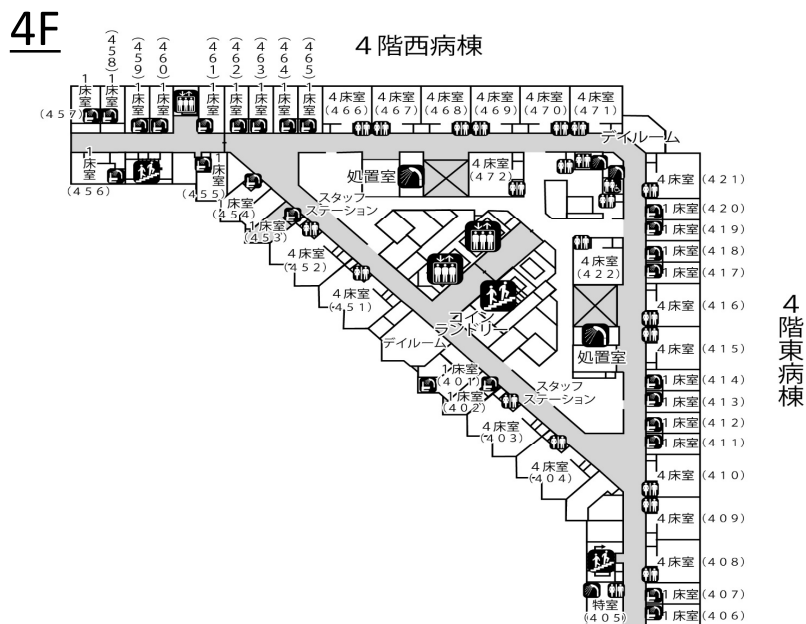 4F
4階西病棟
1床室
(457)
1床室
(458)
1床室
(459)
1床室
(460)
1床室
(461)
1床室
(462)
1床室
(463)
1床室
(464)
1床室
(465)
4床室
(466)
4床室
(467)
4床室
(468)
4床室
(469)
4床室
(470)
4床室
(471)
デイルーム
1床室
(456)
1床室
(455)
1床室
(454)
1床室
(453)
4床室
(452)
4床室
(451)
処置室
4床室
(472)
スタッフ
ステーション
コイン
ランドリー
デイルーム
1床室
(401)
1床室
(402)
4床室
(403)
4床室
(404)
スタッフ
ステーション
4床室
(422)
処置室
4床室 (421)
1床室 (420)
1床室 (419)
1床室 (418)
1床室 (417)
4床室 (416)
4床室 (415)
1床室 (414)
1床室 (413)
1床室 (412)
1床室 (411)
4床室 (410)
4床室 (409)
4床室 (408)
1床室 (407)
1床室 (406)
特室
(405)
4階東病棟